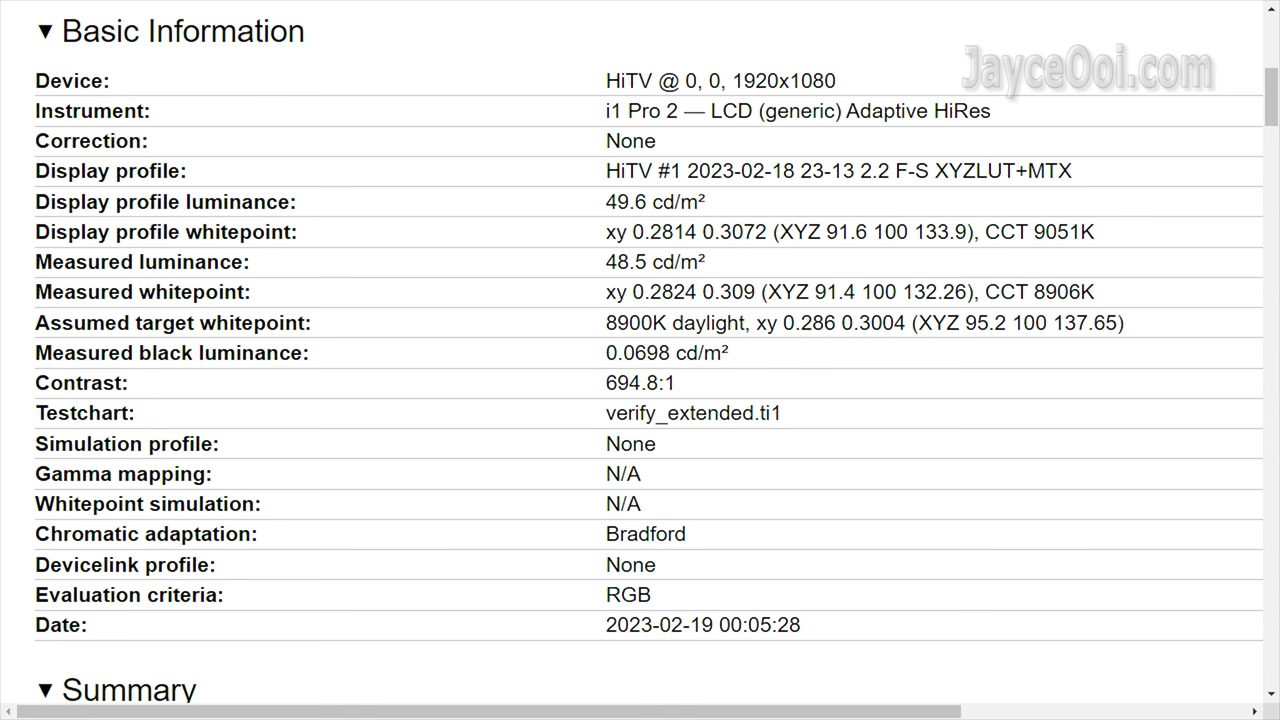 ▼ Basic Information
JayceOoi.com
Device: HiTV @ 0, 0, 1920x1080
Instrument: i1 Pro 2 — LCD (generic) Adaptive HiRes
Correction: None
Display profile: HiTV #1 2023-02-18 23-13 2.2 F-S XYZLUT+MTX
Display profile luminance: 49.6 cd/m²
Display profile whitepoint: xy 0.2814 0.3072 (XYZ 91.6 100 133.9), CCT 9051K
Measured luminance: 48.5 cd/m²
Measured whitepoint: xy 0.2824 0.309 (XYZ 91.4 100 132.26), CCT 8906K
Assumed target whitepoint: 8900K daylight, xy 0.286 0.3004 (XYZ 95.2 100 137.65)
Measured black luminance: 0.0698 cd/m²
Contrast: 694.8:1
Testchart: verify_extended.ti1
Simulation profile: None
Gamma mapping: N/A
Whitepoint simulation: N/A
Chromatic adaptation: Bradford
Devicelink profile: None
Evaluation criteria: RGB
Date: 2023-02-19 00:05:28
▼ Summary